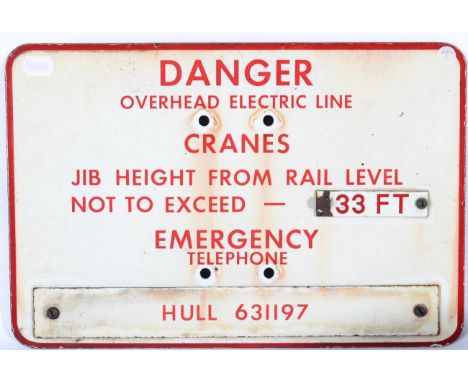 DANGER
OVERHEAD ELECTRIC LINE
CRANES
JIB HEIGHT FROM RAIL LEVEL
NOT TO EXCEED — 33 FT
EMERGENCY
TELEPHONE
HULL 631197